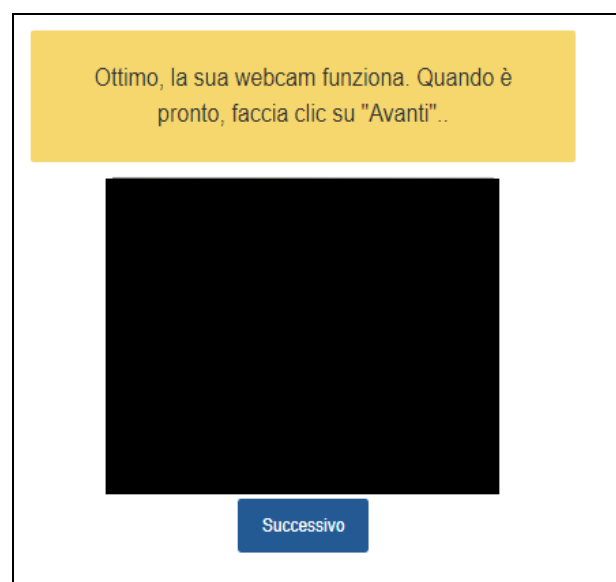 Ottimo, la sua webcam funziona. Quando è
pronto, faccia clic su "Avanti"..
Successivo